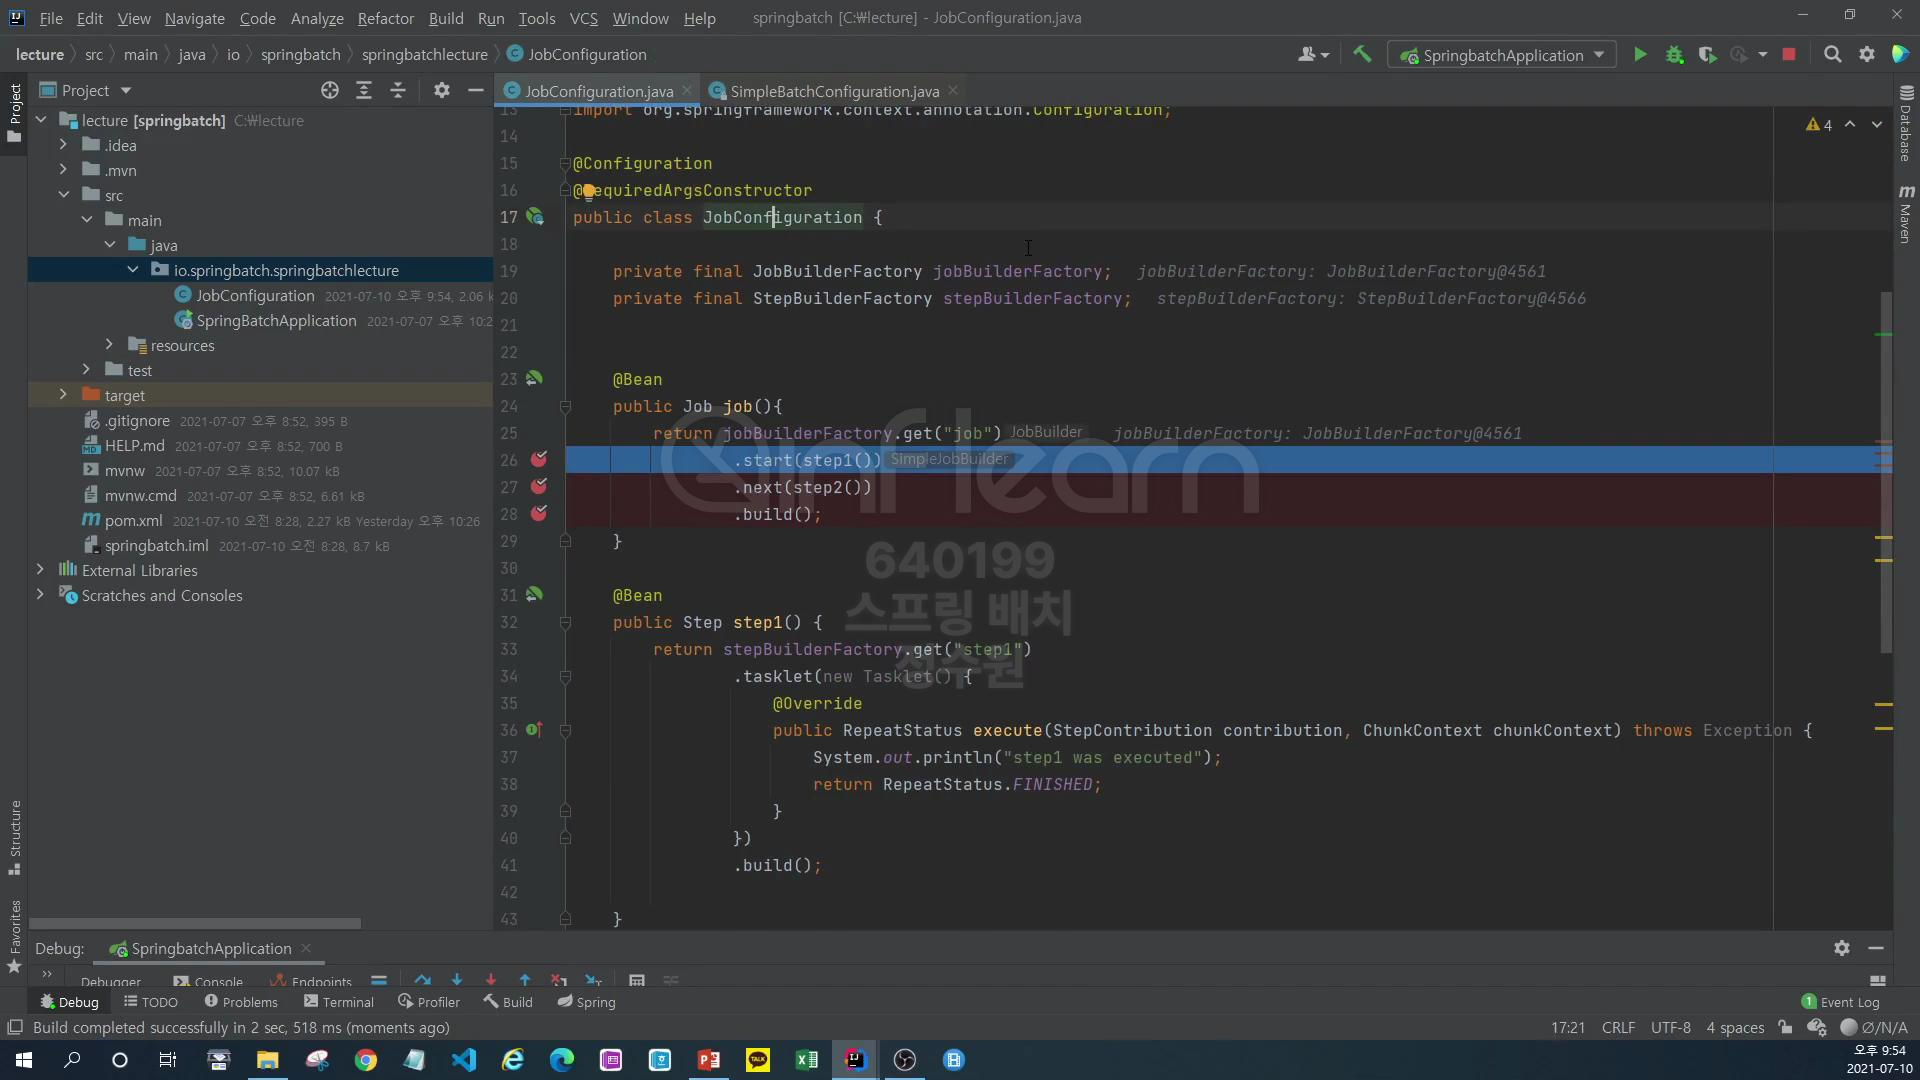 File Edit View Navigate Code Analyze Refactor Build Run Tools VCS Window Help springbatch [C:₩lecture] - JobConfiguration.java
lecture src main java io springbatch springbatchlecture JobConfiguration
SpringbatchApplication
Project
Project
JobConfiguration.java SimpleBatchConfiguration.java
lecture [springbatch] C:₩lecture
.idea
.mvn
src
main
java
io.springbatch.springbatchlecture
JobConfiguration 2021-07-10 오후 9:54, 2.06 k
SpringBatchApplication 2021-07-07 오후 10:2
resources
test
target
.gitignore 2021-07-07 오후 8:52, 395 B
HELP.md 2021-07-07 오후 8:52, 700 B
mvnw 2021-07-07 오후 8:52, 10.07 kB
mvnw.cmd 2021-07-07 오후 8:52, 6.61 kB
pom.xml 2021-07-10 오전 8:28, 2.27 kB Yesterday 오후 10:26
springbatch.iml 2021-07-10 오전 8:28, 8.7 kB
External Libraries
Scratches and Consoles
4
13 import org.springframework.context.annotation.Configuration;
14
15 @Configuration
16 @RequiredArgsConstructor
17 public class JobConfiguration {
18
19 private final JobBuilderFactory jobBuilderFactory; jobBuilderFactory: JobBuilderFactory@4561
20 private final StepBuilderFactory stepBuilderFactory; stepBuilderFactory: StepBuilderFactory@4566
21
22
23 @Bean
24 public Job job(){
25 return jobBuilderFactory.get("job") JobBuilder jobBuilderFactory: JobBuilderFactory@4561
26 .start(step1()) SimpleJobBuilder
27 .next(step2())
28 .build();
29 }
30
31 @Bean
32 public Step step1() {
33 return stepBuilderFactory.get("step1")
34 .tasklet(new Tasklet() {
35 @Override
36 public RepeatStatus execute(StepContribution contribution, ChunkContext chunkContext) throws Exception {
37 System.out.println("step1 was executed");
38 return RepeatStatus.FINISHED;
39 }
40 })
41 .build();
42
43 }
inflearn
640199
스프링 배치
정수원
Database
Maven
Structure
Favorites
Debug: SpringbatchApplication
Debugger Console Endpoints
Debug TODO Problems Terminal Profiler Build Spring
1 Event Log
Build completed successfully in 2 sec, 518 ms (moments ago)
17:21 CRLF UTF-8 4 spaces Ø/N/A
TALK
오후 9:54
2021-07-10